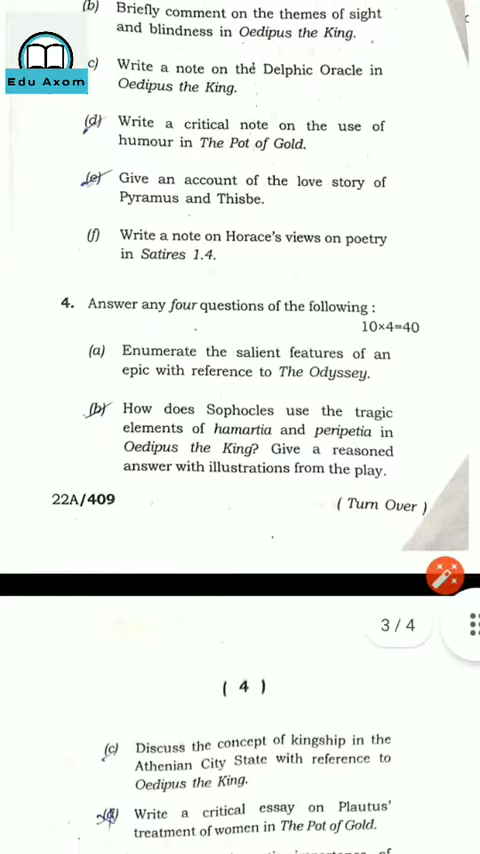 (b) Briefly comment on the themes of sight
and blindness in Oedipus the King.
Edu Axom
c) Write a note on the Delphic Oracle in
Oedipus the King.
(d) Write a critical note on the use of
humour in The Pot of Gold.
(e) Give an account of the love story of
Pyramus and Thisbe.
(f) Write a note on Horace's views on poetry
in Satires 1.4.
4. Answer any four questions of the following :
10×4=40
(a) Enumerate the salient features of an
epic with reference to The Odyssey.
(b) How does Sophocles use the tragic
elements of hamartia and peripetia in
Oedipus the King? Give a reasoned
answer with illustrations from the play.
22A/409
( Turn Over )
3 / 4
( 4 )
(c) Discuss the concept of kingship in the
Athenian City State with reference to
Oedipus the King.
(d) Write a critical essay on Plautus'
treatment of women in The Pot of Gold.
of